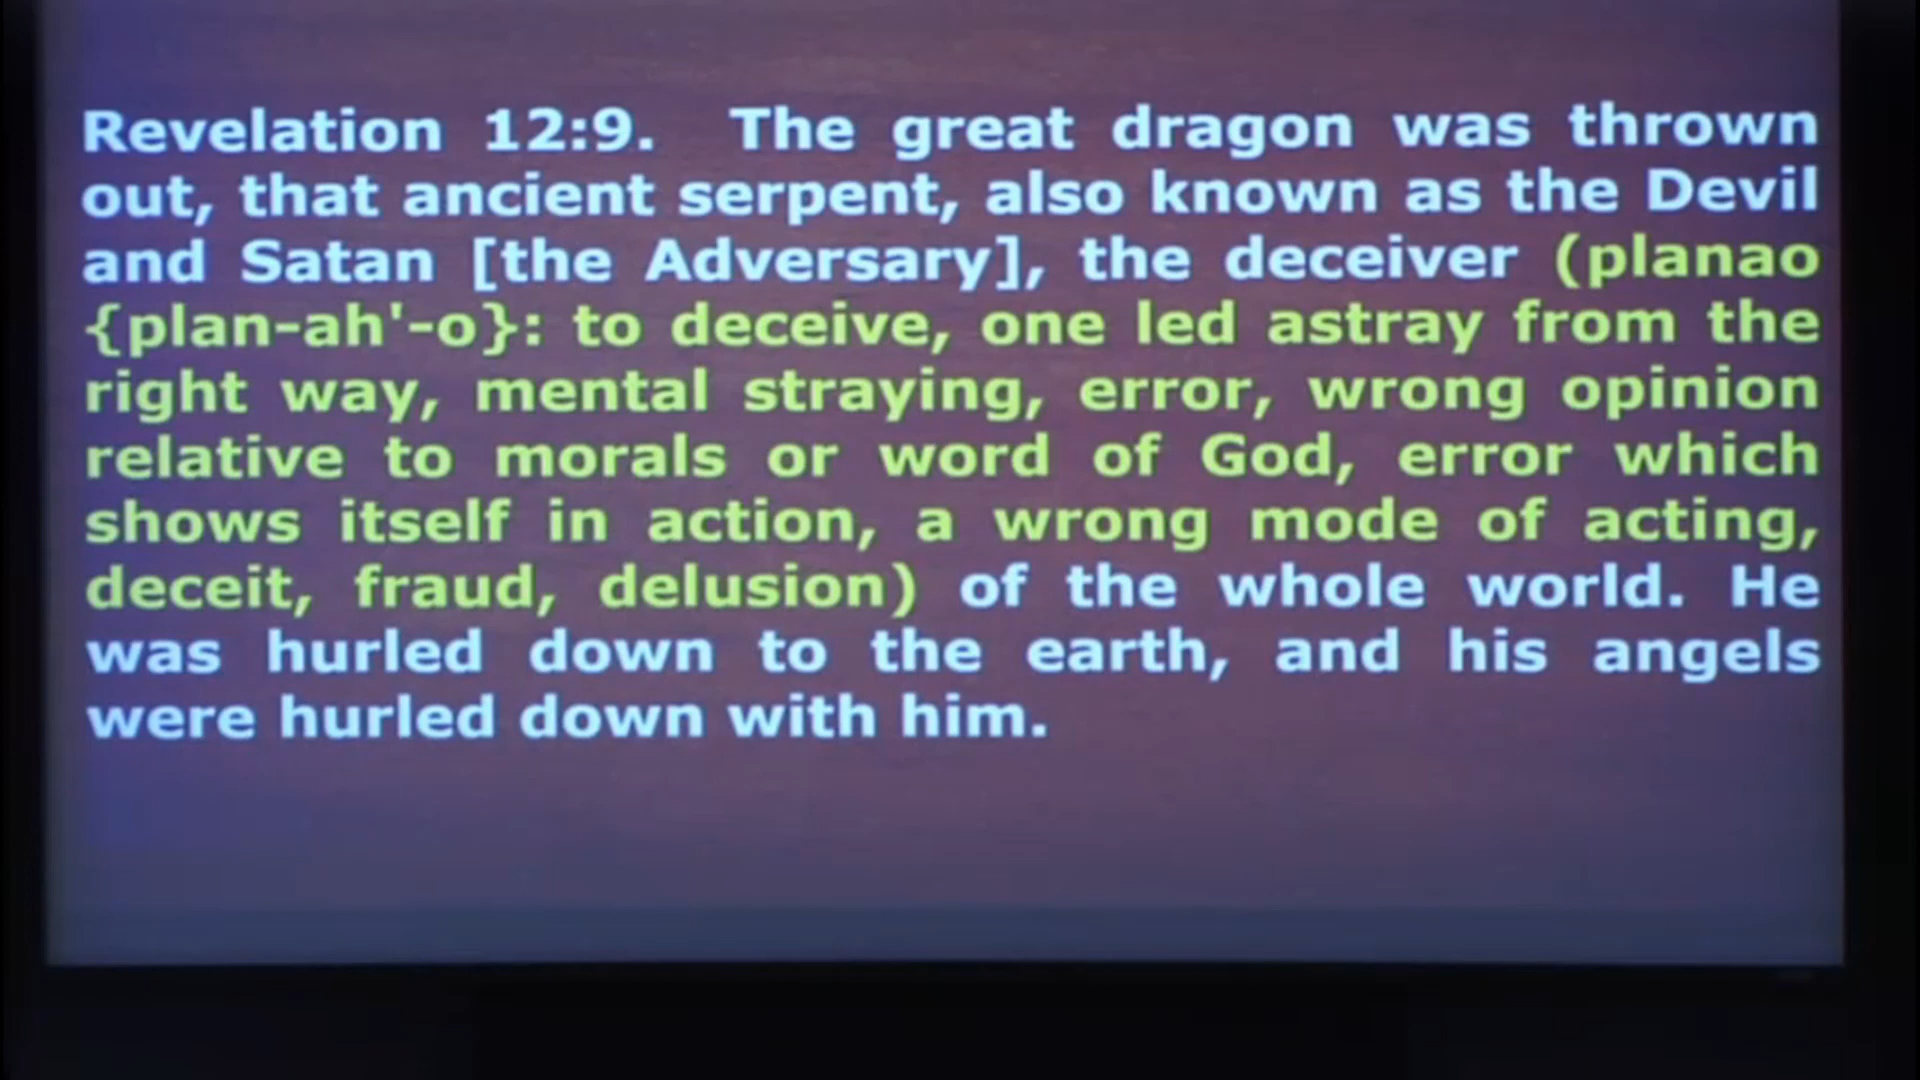 Revelation 12:9. The great dragon was thrown
out, that ancient serpent, also known as the Devil
and Satan [the Adversary], the deceiver (planao
{plan-ah'-o}: to deceive, one led astray from the
right way, mental straying, error, wrong opinion
relative to morals or word of God, error which
shows itself in action, a wrong mode of acting,
deceit, fraud, delusion) of the whole world. He
was hurled down to the earth, and his angels
were hurled down with him.